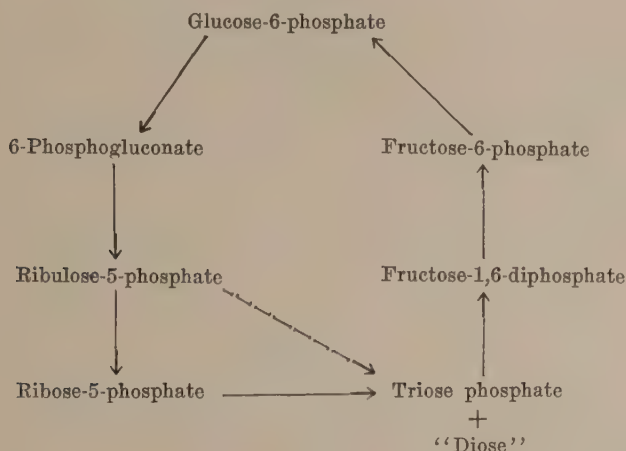 Glucose-6-phosphate
6-Phosphogluconate
Fructose-6-phosphate
Ribulose-5-phosphate
Fructose-1,6-diphosphate
Ribose-5-phosphate
Triose phosphate
+
‘‘Diose’’